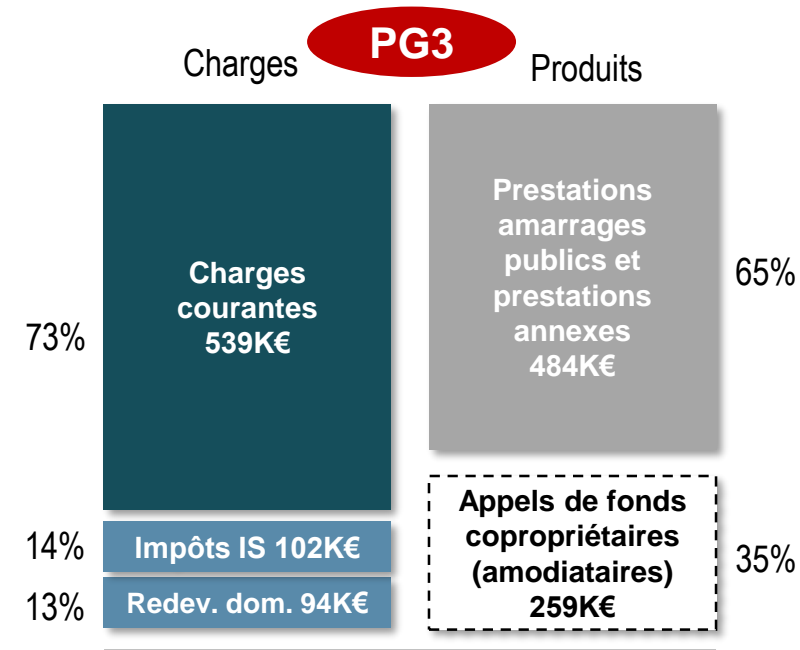 PG3
Charges
Produits
73%
Charges
courantes
539K€
14%
Impôts IS 102K€
13%
Redev. dom. 94K€
Prestations
amarrages
publics et
prestations
annexes
484K€
65%
Appels de fonds
copropriétaires
(amodiataires)
259K€
35%